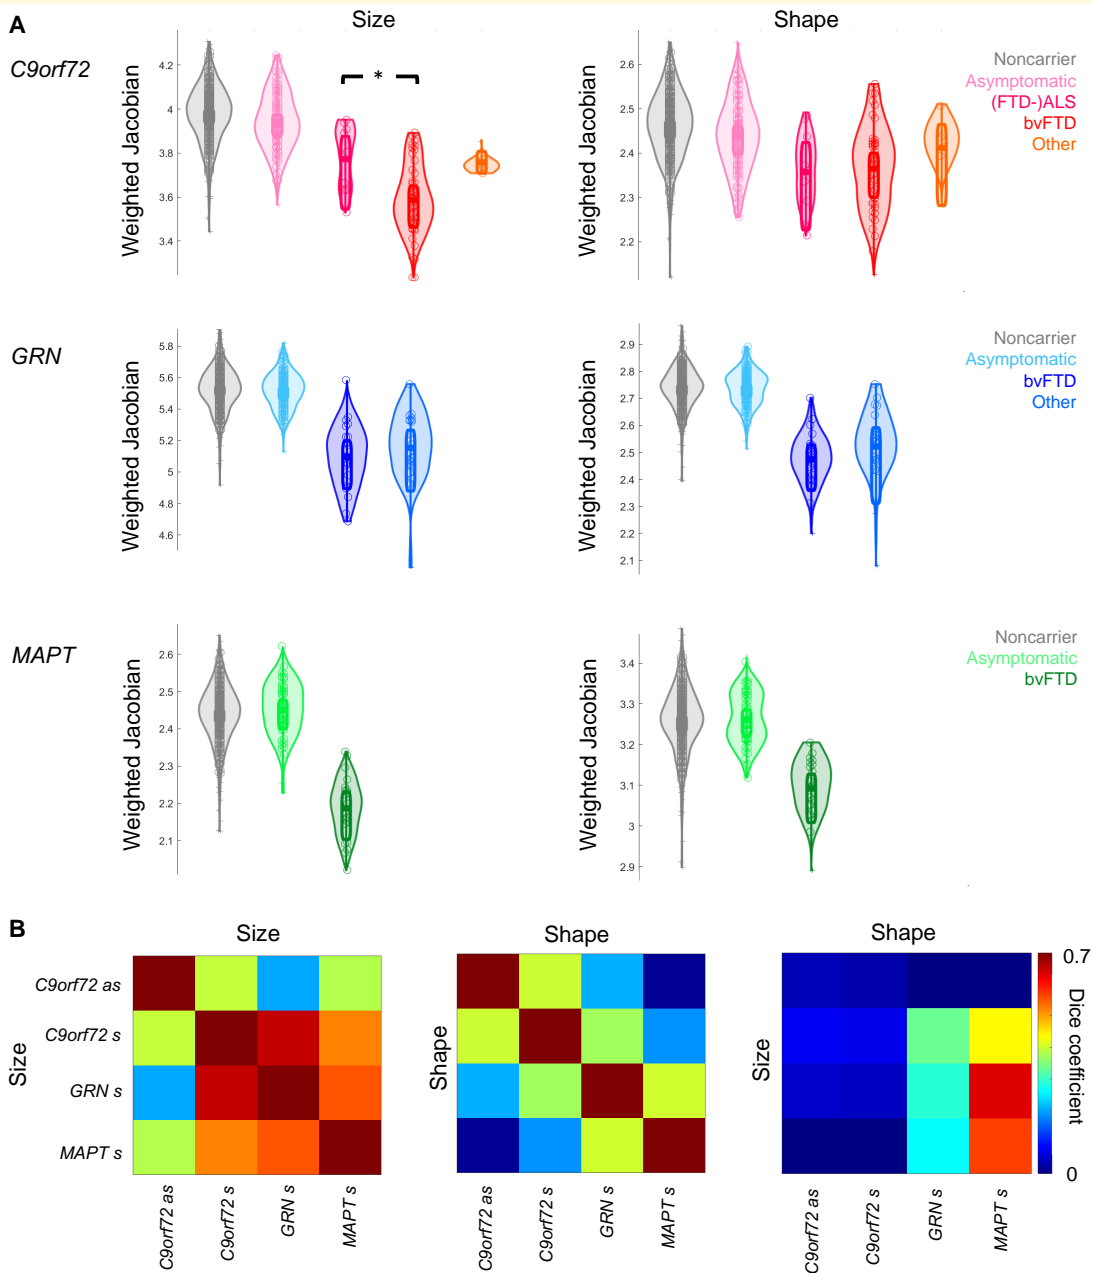 A
Size
Shape
C9orf72
Weighted Jacobian
4.2
4
3.8
3.6
3.4
*
Weighted Jacobian
2.6
2.5
2.4
2.3
2.2
Noncarrier
Asymptomatic
(FTD-)ALS
bvFTD
Other
GRN
Weighted Jacobian
5.8
5.6
5.4
5.2
5
4.8
4.6
Weighted Jacobian
2.9
2.8
2.7
2.6
2.5
2.4
2.3
2.2
2.1
Noncarrier
Asymptomatic
bvFTD
Other
MAPT
Weighted Jacobian
2.6
2.5
2.4
2.3
2.2
2.1
Weighted Jacobian
3.4
3.3
3.2
3.1
3
2.9
Noncarrier
Asymptomatic
bvFTD
B
Size
Size
C9orf72 as
C9orf72 s
GRN s
MAPT s
C9orf72 as
C9orf72 s
GRN s
MAPT s
Shape
Shape
C9orf72 as
C9orf72 s
GRN s
MAPT s
Shape
Size
C9orf72 as
C9orf72 s
GRN s
MAPT s
0.7
Dice coefficient
0